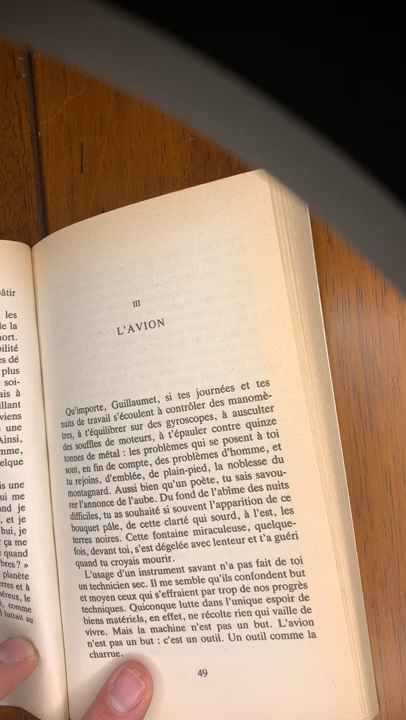 âtir
les
de la
ort.
bilité
es dé
plus
soi-
ais à
illant
viens
une
Ainsi,
mme,
elque
is une
ui me
nd je
, et je
hui, je
ça me
quand
bres? »
planète
erres et à
éreux, le
, comme
luttait au
III
L'AVION
Qu'importe, Guillaumet, si tes journées et tes
nuits de travail s'écoulent à contrôler des manomè-
tres, à t'équilibrer sur des gyroscopes, à ausculter
des souffles de moteurs, à t'épauler contre quinze
tonnes de métal : les problèmes qui se posent à toi
sont, en fin de compte, des problèmes d'homme, et
tu rejoins, d'emblée, de plain-pied, la noblesse du
montagnard. Aussi bien qu'un poète, tu sais savou-
rer l'annonce de l'aube. Du fond de l'abîme des nuits
difficiles, tu as souhaité si souvent l'apparition de ce
bouquet pâle, de cette clarté qui sourd, à l'est, les
terres noires. Cette fontaine miraculeuse, quelque-
fois, devant toi, s'est dégelée avec lenteur et t'a guéri
quand tu croyais mourir.
L'usage d'un instrument savant n'a pas fait de toi
un technicien sec. Il me semble qu'ils confondent but
et moyen ceux qui s'effraient par trop de nos progrès
techniques. Quiconque lutte dans l'unique espoir de
biens matériels, en effet, ne récolte rien qui vaille de
vivre. Mais la machine n'est pas un but. L'avion
n'est pas un but : c'est un outil. Un outil comme la
charrue.
49